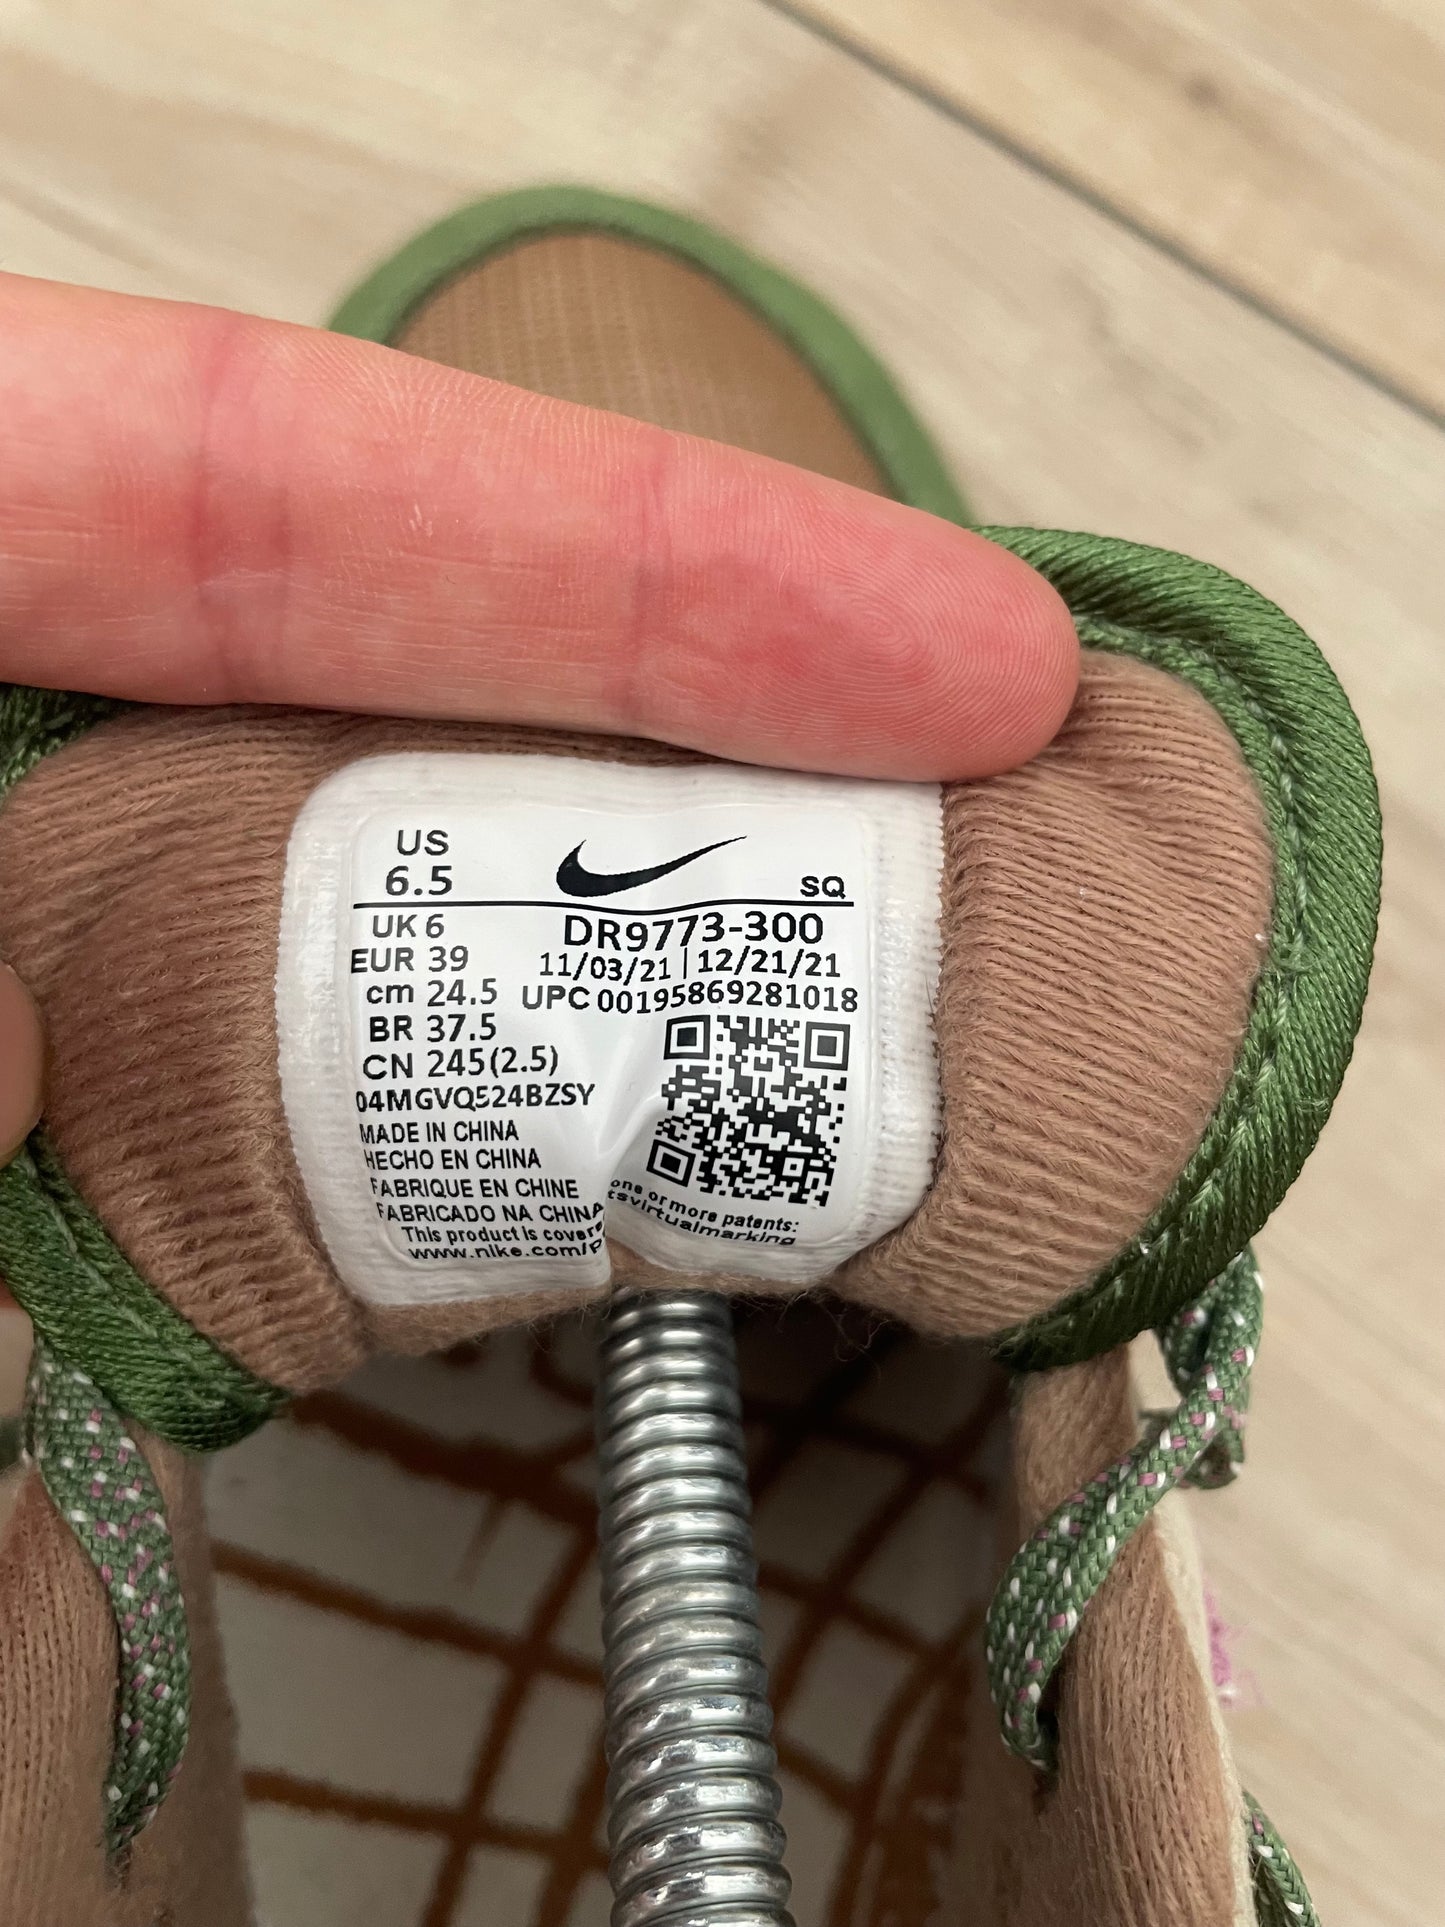 US
6.5
SQ
UK 6
DR9773-300
EUR 39
11/03/21 | 12/21/21
cm 24.5
UPC 00195869281018
BR 37.5
CN 245(2.5)
04MGVQ524BZSY
MADE IN CHINA
HECHO EN CHINA
FABRIQUE EN CHINE
FABRICADO NA CHINA
This product is one or more patents:
www.nike.com/